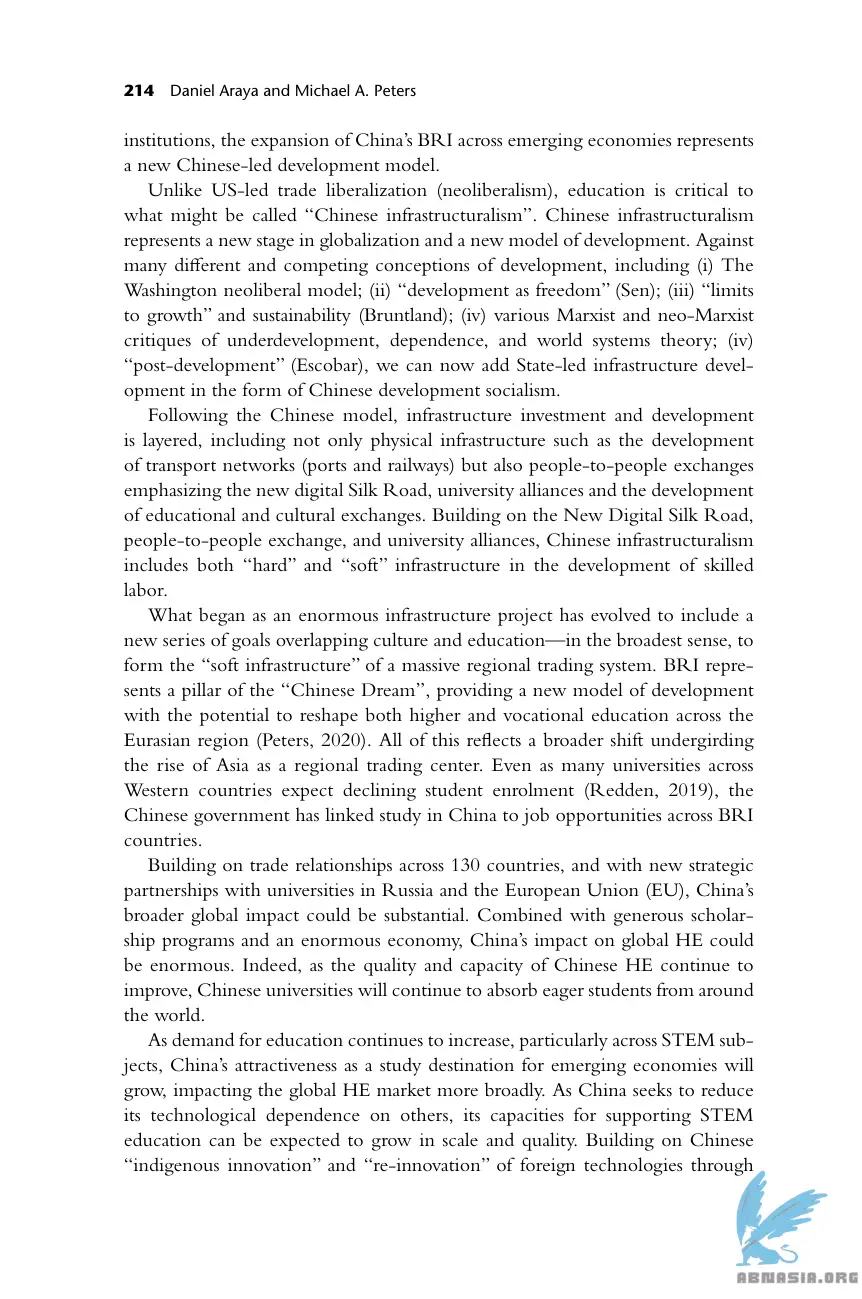 214 Daniel Araya and Michael A. Peters
institutions, the expansion of China’s BRI across emerging economies represents
a new Chinese-led development model.
Unlike US-led trade liberalization (neoliberalism), education is critical to
what might be called “Chinese infrastructuralism”. Chinese infrastructuralism
represents a new stage in globalization and a new model of development. Against
many different and competing conceptions of development, including (i) The
Washington neoliberal model; (ii) “development as freedom” (Sen); (iii) “limits
to growth” and sustainability (Bruntland); (iv) various Marxist and neo-Marxist
critiques of underdevelopment, dependence, and world systems theory; (iv)
“post-development” (Escobar), we can now add State-led infrastructure devel-
opment in the form of Chinese development socialism.
Following the Chinese model, infrastructure investment and development
is layered, including not only physical infrastructure such as the development
of transport networks (ports and railways) but also people-to-people exchanges
emphasizing the new digital Silk Road, university alliances and the development
of educational and cultural exchanges. Building on the New Digital Silk Road,
people-to-people exchange, and university alliances, Chinese infrastructuralism
includes both “hard” and “soft” infrastructure in the development of skilled
labor.
What began as an enormous infrastructure project has evolved to include a
new series of goals overlapping culture and education—in the broadest sense, to
form the “soft infrastructure” of a massive regional trading system. BRI repre-
sents a pillar of the “Chinese Dream”, providing a new model of development
with the potential to reshape both higher and vocational education across the
Eurasian region (Peters, 2020). All of this reflects a broader shift undergirding
the rise of Asia as a regional trading center. Even as many universities across
Western countries expect declining student enrolment (Redden, 2019), the
Chinese government has linked study in China to job opportunities across BRI
countries.
Building on trade relationships across 130 countries, and with new strategic
partnerships with universities in Russia and the European Union (EU), China’s
broader global impact could be substantial. Combined with generous scholar-
ship programs and an enormous economy, China’s impact on global HE could
be enormous. Indeed, as the quality and capacity of Chinese HE continue to
improve, Chinese universities will continue to absorb eager students from around
the world.
As demand for education continues to increase, particularly across STEM sub-
jects, China’s attractiveness as a study destination for emerging economies will
grow, impacting the global HE market more broadly. As China seeks to reduce
its technological dependence on others, its capacities for supporting STEM
education can be expected to grow in scale and quality. Building on Chinese
“indigenous innovation” and “re-innovation” of foreign technologies through
ABNASIA.ORG